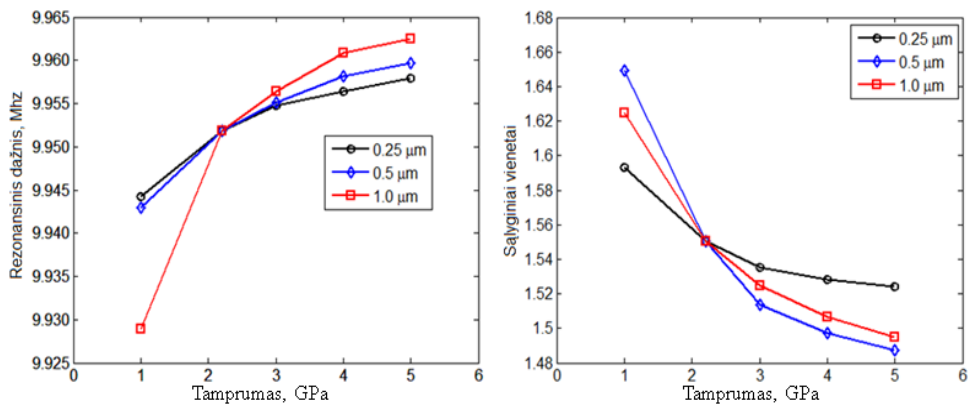 9.965
9.960
9.955
9.950
9.945
9.940
9.935
9.930
9.925
0 1 2 3 4 5 6
Rezonansinis dažnis, Mhz
Tamprumas, GPa
0.25 μm
0.5 μm
1.0 μm
1.68
1.66
1.64
1.62
1.6
1.58
1.56
1.54
1.52
1.5
1.48
0 1 2 3 4 5 6
Sąlyginiai vienetai
Tamprumas, GPa
0.25 μm
0.5 μm
1.0 μm